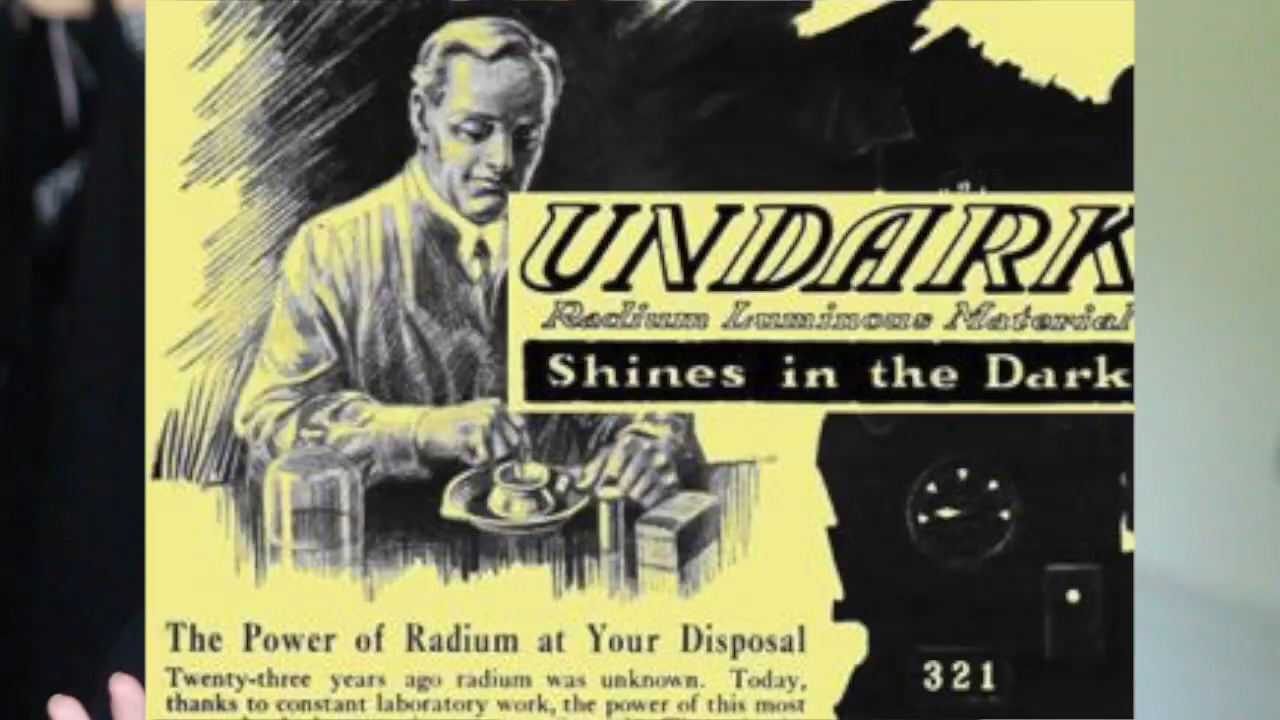 UNDARK
Radium Luminous Material
Shines in the Dark
The Power of Radium at Your Disposal
Twenty-three years ago radium was unknown. Today,
thanks to constant laboratory work, the power of this most
321